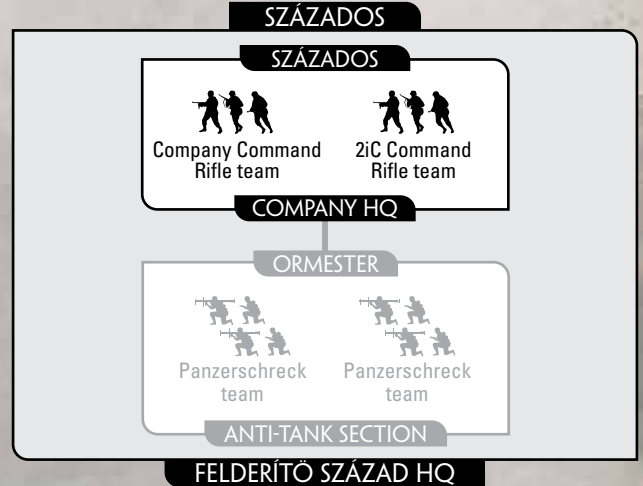 SZÁZADOS
SZÁZADOS
Company Command
Rifle team
2iC Command
Rifle team
COMPANY HQ
ORMESTER
Panzerschreck
team
Panzerschreck
team
ANTI-TANK SECTION
FELDERÍTÖ SZÁZAD HQ